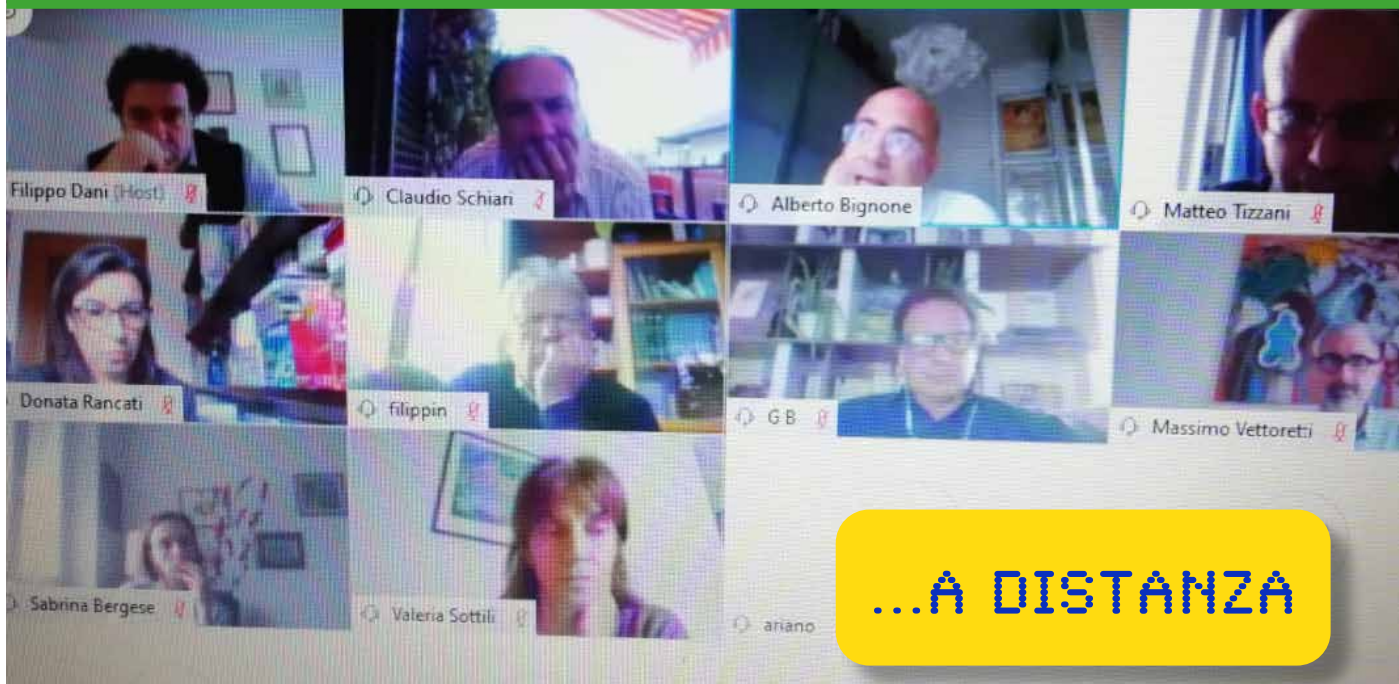 Filippo Dani (Host)
Claudio Schiari
Alberto Bignone
Matteo Tizzani
Donata Rancati
filippin
G B
Massimo Vettoretti
Sabrina Bergese
Valeria Sottili
ariano
...A DISTANZA